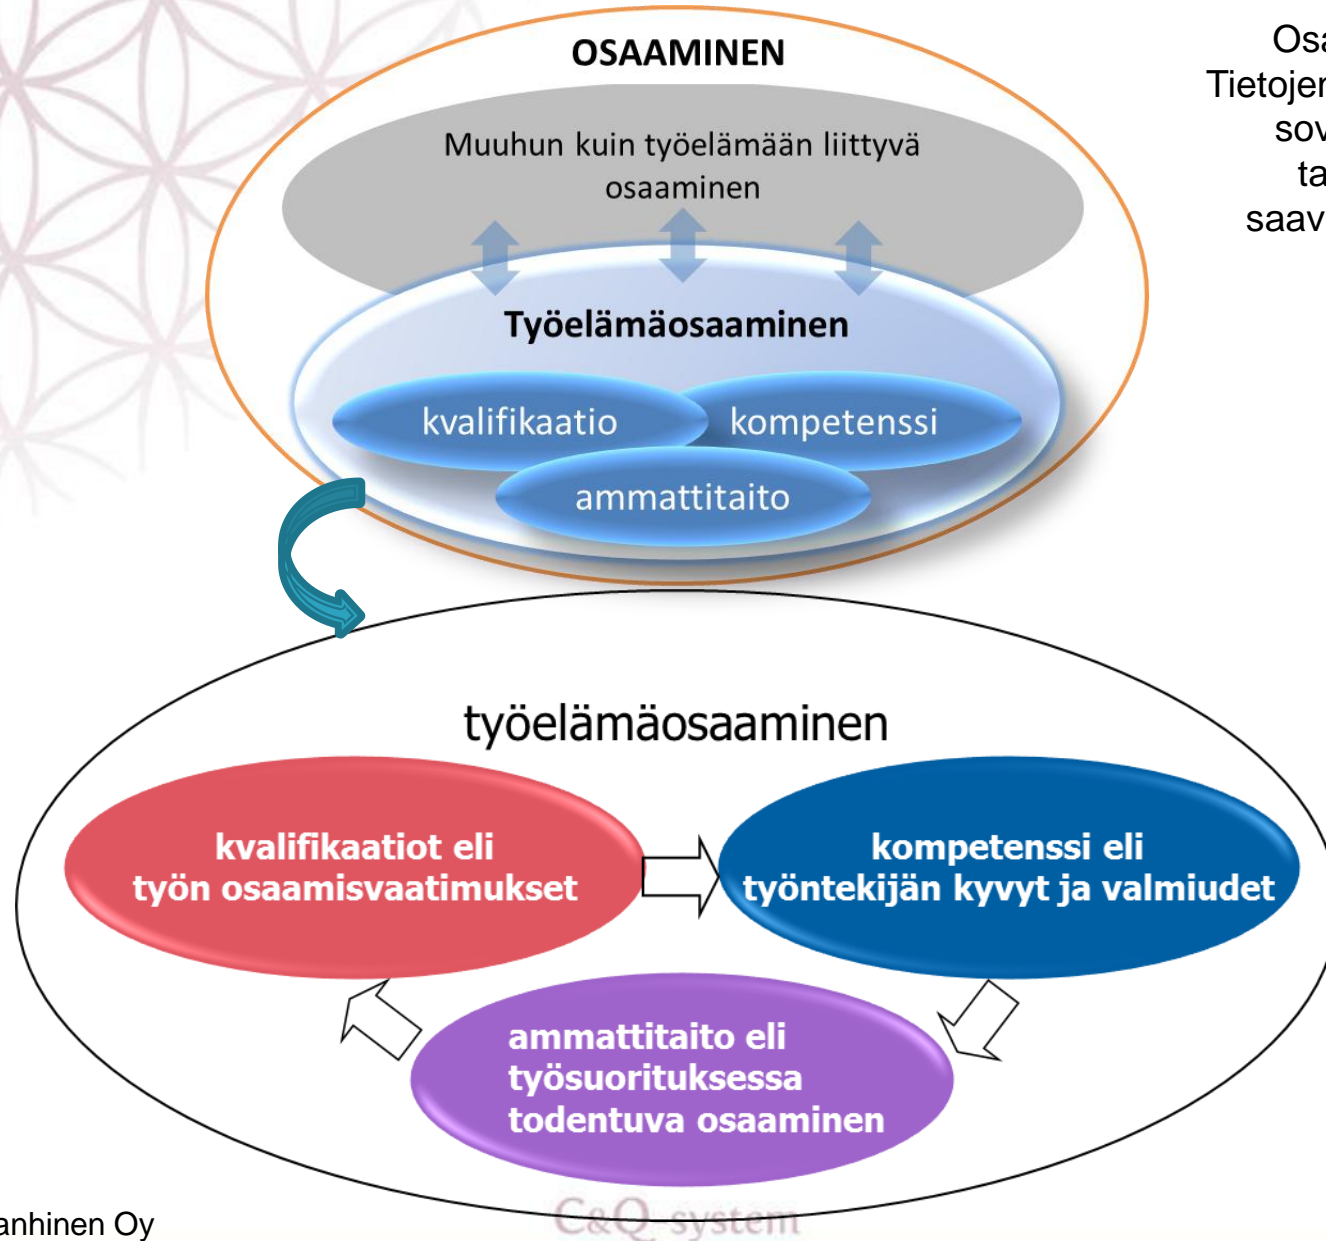 OSAAMINEN
Muuhun kuin työelämään liittyvä
osaaminen
Työelämäosaaminen
kvalifikaatio
kompetenssi
ammattitaito
työelämäosaaminen
kvalifikaatiot eli
työn osaamisvaatimukset
kompetenssi eli
työntekijän kyvyt ja valmiudet
ammattitaito eli
työsuorituksessa
todentuva osaaminen
C&Q-system
Oy